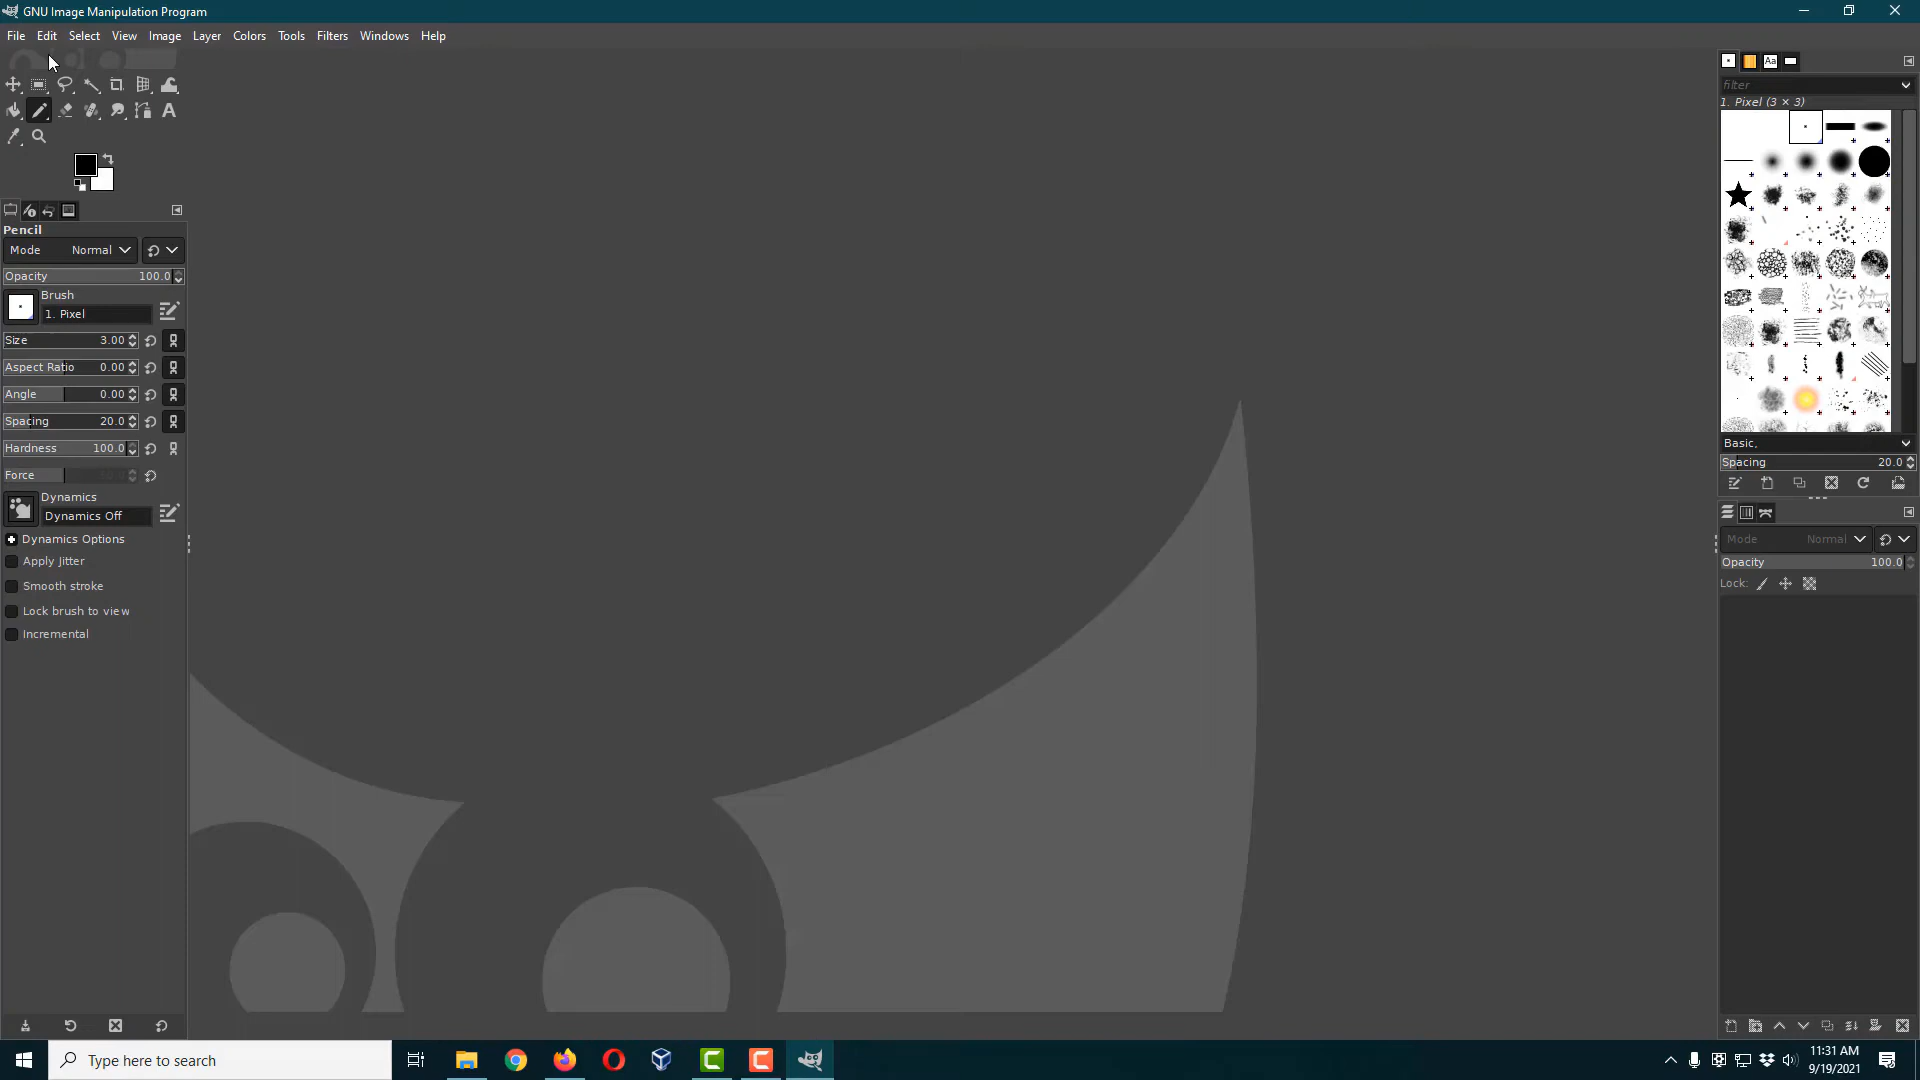 GNU Image Manipulation Program
File Edit Select View Image Layer Colors Tools Filters Windows Help
Pencil
Mode Normal
Opacity 100.0
Brush
1. Pixel
Size 3.00
Aspect Ratio 0.00
Angle 0.00
Spacing 20.0
Hardness 100.0
Force
Dynamics
Dynamics Off
Dynamics Options
Apply Jitter
Smooth stroke
Lock brush to view
Incremental
Aa
filter
1. Pixel (3 × 3)
Basic,
Spacing 20.0
Mode Normal
Opacity 100.0
Lock:
Type here to search
11:31 AM
9/19/2021